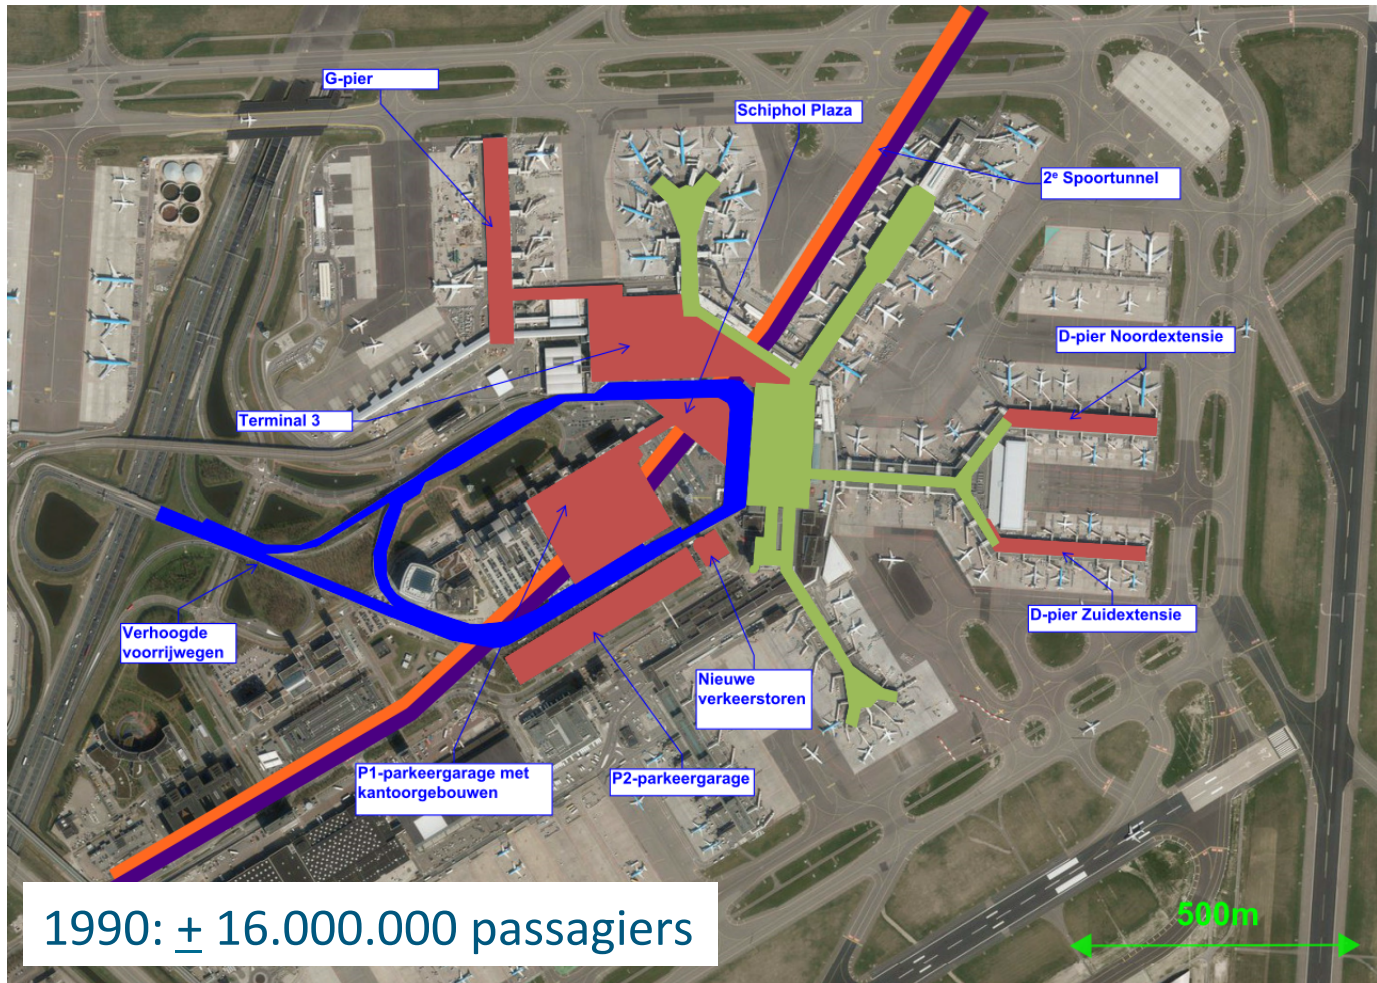 G-pier
Schiphol Plaza
2ᵉ Spoortunnel
D-pier Noordextensie
Terminal 3
D-pier Zuidextensie
Verhoogde
voorrijwegen
Nieuwe
verkeerstoren
P1-parkeergarage met
kantoorgebouwen
P2-parkeergarage
500m
1990: ± 16.000.000 passagiers